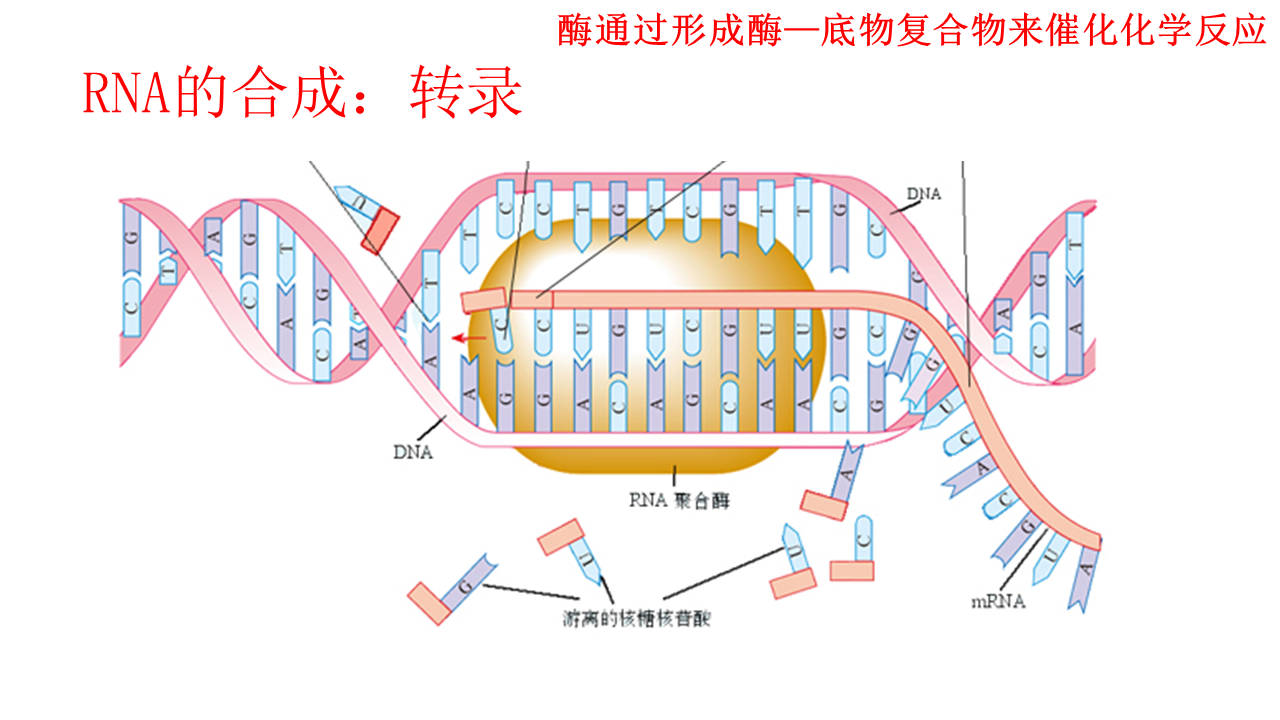 酶通过形成酶—底物复合物来催化化学反应
RNA的合成：转录
DNA
U
G T A G T G A T T C C T G T C G T T G C G A G T
C C A C A A C C U G U C G U U G C G G C A
A A G G A C A G C A A C G
DNA
RNA 聚合酶
U C A C G U A
A
G U U C
mRNA
游离的核糖核苷酸